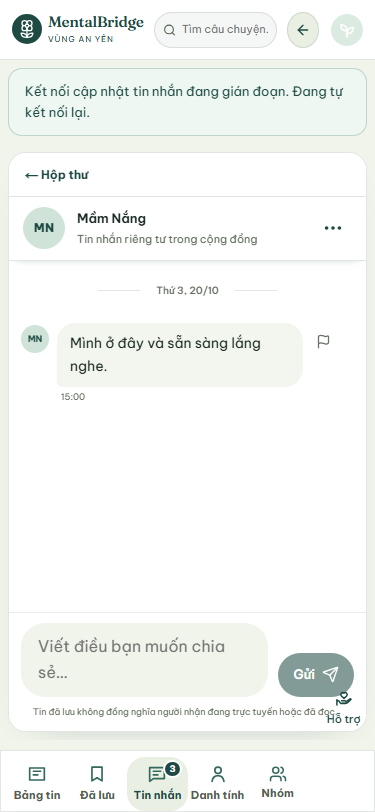 MentalBridge
VÙNG AN YÊN
Tìm câu chuyện.
Kết nối cập nhật tin nhắn đang gián đoạn. Đang tự
kết nối lại.
← Hộp thư
MN
Mầm Nắng
Tin nhắn riêng tư trong cộng đồng
Thứ 3, 20/10
MN
Mình ở đây và sẵn sàng lắng
nghe.
15:00
Viết điều bạn muốn chia
sẻ...
Gửi
Tin đã lưu không đồng nghĩa người nhận đang trực tuyến hoặc đã đọc.
Hỗ trợ
3
Bảng tin
Đã lưu
Tin nhắn
Danh tính
Nhóm